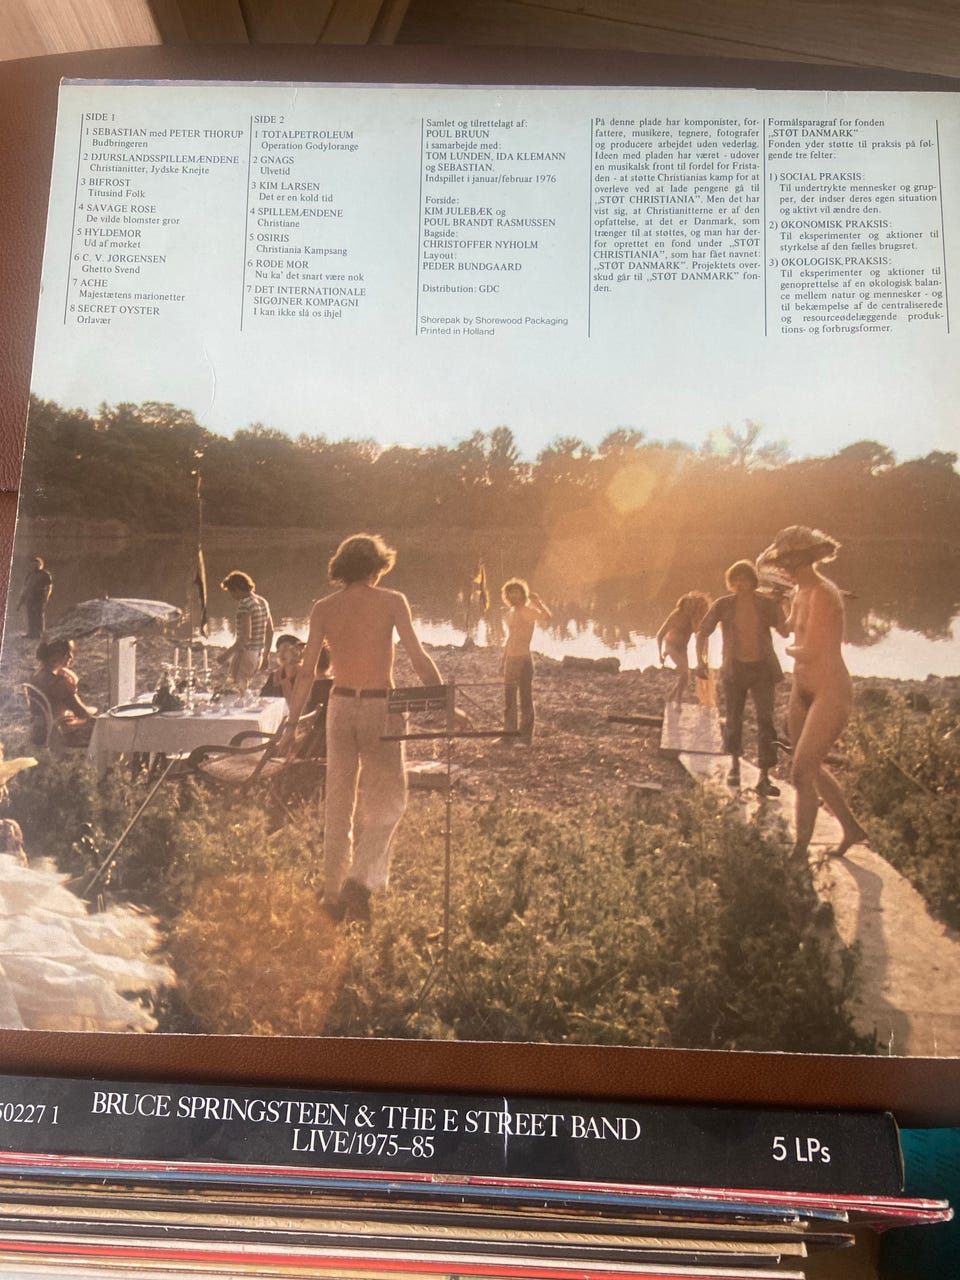 SIDE 1
1 SEBASTIAN med PETER THORUP
Budbringeren
2 DJURSLANDSSPILLEMÆNDENE
Christianitter, Jydske Knejte
3 BIFROST
Titusind Folk
4 SAVAGE ROSE
De vilde blomster gror
5 HYLDEMOR
Ud af mørket
6 C. V. JØRGENSEN
Ghetto Svend
7 ACHE
Majestætens marionetter
8 SECRET OYSTER
Orlavær
SIDE 2
1 TOTALPETROLEUM
Operation Godylorange
2 GNAGS
Ulvetid
3 KIM LARSEN
Det er en kold tid
4 SPILLEMÆNDENE
Christiane
5 OSIRIS
Christiania Kampsang
6 RØDE MOR
Nu ka' det snart være nok
7 DET INTERNATIONALE
SIGØJNER KOMPAGNI
I kan ikke slå os ihjel
Samlet og tilrettelagt af:
POUL BRUUN
i samarbejde med:
TOM LUNDEN, IDA KLEMANN
og SEBASTIAN.
Indspillet i januar/februar 1976
Forside:
KIM JULEBÆK og
POUL BRANDT RASMUSSEN
Bagside:
CHRISTOFFER NYHOLM
Layout:
PEDER BUNDGAARD
Distribution: GDC
Shorepak by Shorewood Packaging
Printed in Holland
På denne plade har komponister, for-
fattere, musikere, tegnere, fotografer
og producere arbejdet uden vederlag.
Ideen med pladen har været - udover
en musikalsk front til fordel for Frista-
den - at støtte Christianias kamp for at
overleve ved at lade pengene gå til
„STØT CHRISTIANIA". Men det har
vist sig, at Christianitterne er af den
opfattelse, at det er Danmark, som
trænger til at støttes, og man har der-
for oprettet en fond under „STØT
CHRISTIANIA", som har fået navnet:
„STØT DANMARK". Projektets over-
skud går til „STØT DANMARK" fon-
den.
Formålsparagraf for fonden
„STØT DANMARK"
Fonden yder støtte til praksis på føl-
gende tre felter:
1) SOCIAL PRAKSIS:
Til undertrykte mennesker og grup-
per, der indser deres egen situation
og aktivt vil ændre den.
2) ØKONOMISK PRAKSIS:
Til eksperimenter og aktioner til
styrkelse af den fælles brugsret.
3) ØKOLOGISK PRAKSIS:
Til eksperimenter og aktioner til
genoprettelse af en økologisk balan-
ce mellem natur og mennesker - og
til bekæmpelse af de centraliserede
og resourceødelæggende produk-
tions- og forbrugsformer.
50227 1
BRUCE SPRINGSTEEN & THE E STREET BAND
LIVE/1975–85
5 LPs